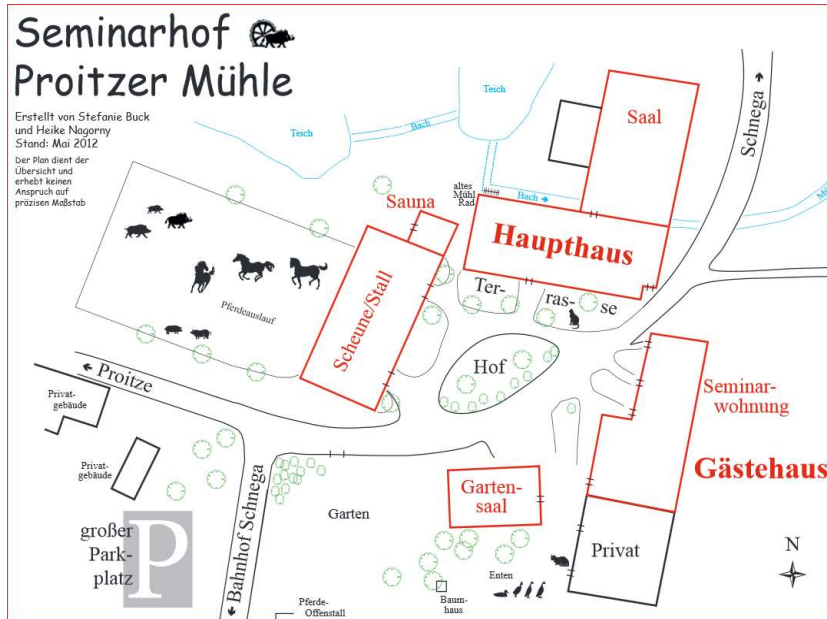 Seminarhof
Proitzer Mühle
Erstellt von Stefanie Buck
und Heike Nagorny
Stand: Mai 2012
Der Plan dient der
Übersicht und
erhebt keinen
Anspruch auf
präzisen Maßstab
Teich
Bach
Teich
Saal
Schnega
altes
Mühl
Rad
Bach
Sauna
Haupthaus
Scheune/Stall
Pferdeauslauf
Ter-
ras-
se
Hof
Proitze
Privat-
gebäude
Privat-
gebäude
Seminar-
wohnung
Gästehaus
Garten-
saal
Garten
großer
Park-
platz
P
Bahnhof Schnega
Privat
N
Enten
Baum-
haus
Pferde-
Offenstall